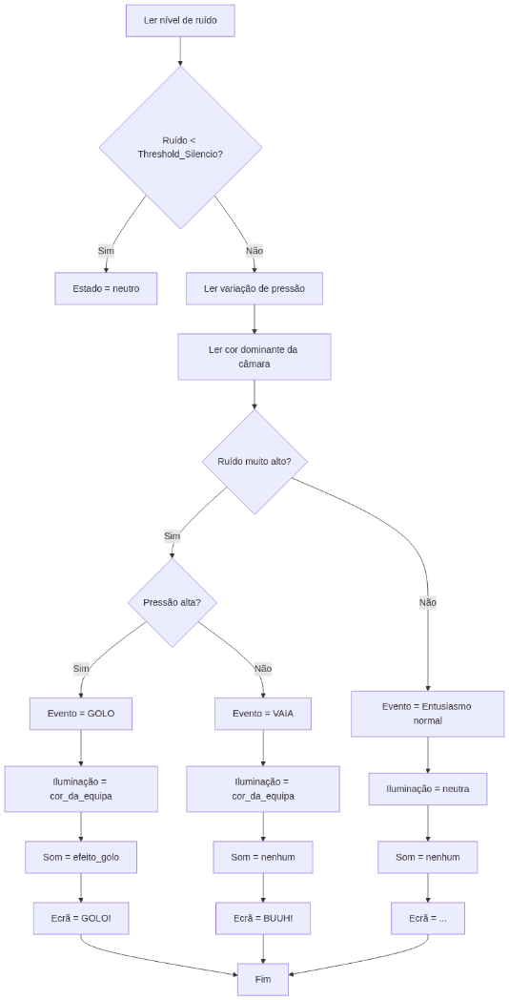 Ler nível de ruído
Ruído <
Threshold_Silencio?
Sim
Não
Estado = neutro
Ler variação de pressão
Ler cor dominante da
câmara
Ruído muito alto?
Sim
Pressão alta?
Não
Sim
Não
Evento = GOLO
Evento = VAIA
Evento = Entusiasmo
normal
Iluminação =
cor_da_equipa
Iluminação =
cor_da_equipa
Iluminação = neutra
Som = efeito_golo
Som = nenhum
Som = nenhum
Ecrã = GOLO!
Ecrã = BUUH!
Ecrã = ...
Fim